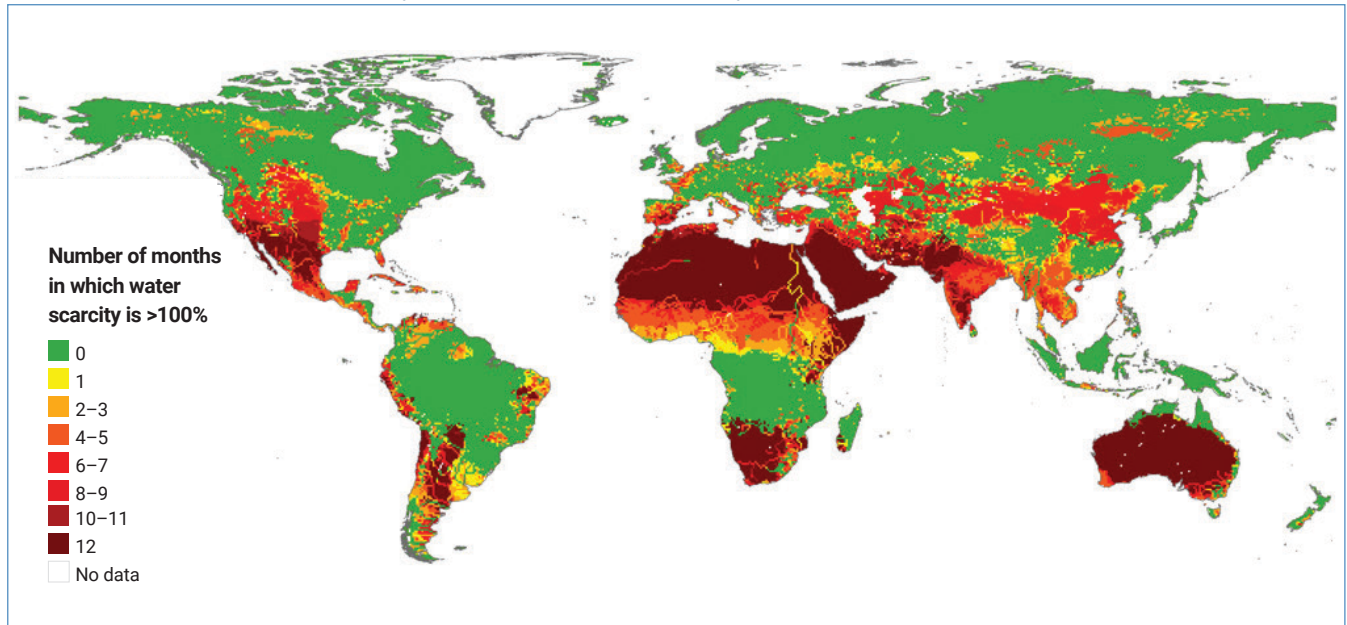 Number of months
in which water
scarcity is >100%
0
1
2–3
4–5
6–7
8–9
10–11
12
No data